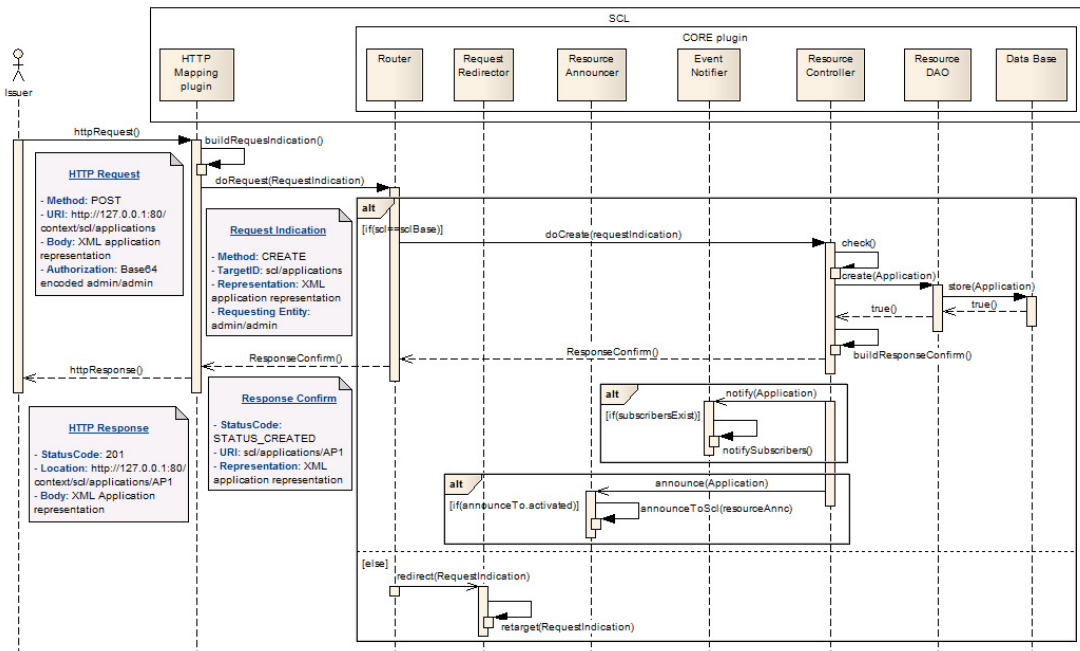 SCL
CORE plugin
HTTP
Mapping
plugin
Router
Request
Redirector
Resource
Announcer
Event
Notifier
Resource
Controller
Resource
DAO
Data Base
Issuer
httpRequest()
buildRequesIndication()
HTTP Request
- Method: POST
- URI: http://127.0.0.1:80/
context/scl/applications
- Body: XML application
representation
- Authorization: Base64
encoded admin/admin
doRequest(RequestIndication)
alt
[if(scl==sclBase)]
Request Indication
- Method: CREATE
- TargetID: scl/applications
- Representation: XML
application representation
- Requesting Entity:
admin/admin
doCreate(requestIndication)
check()
create(Application)
store(Application)
true()
true()
buildResponseConfirm()
ResponseConfirm()
ResponseConfirm()
httpResponse()
Response Confirm
- StatusCode:
STATUS_CREATED
- URI: scl/applications/AP1
- Representation: XML
application representation
HTTP Response
- StatusCode: 201
- Location: http://127.0.0.1:80/
context/scl/applications/AP1
- Body: XML Application
representation
alt
notify(Application)
[if(subscribersExist)]
notifySubscribers()
alt
announce(Application)
[if(announceTo.activated)]
announceToScl(resourceAnnc)
[else]
redirect(RequestIndication)
retarget(RequestIndication)